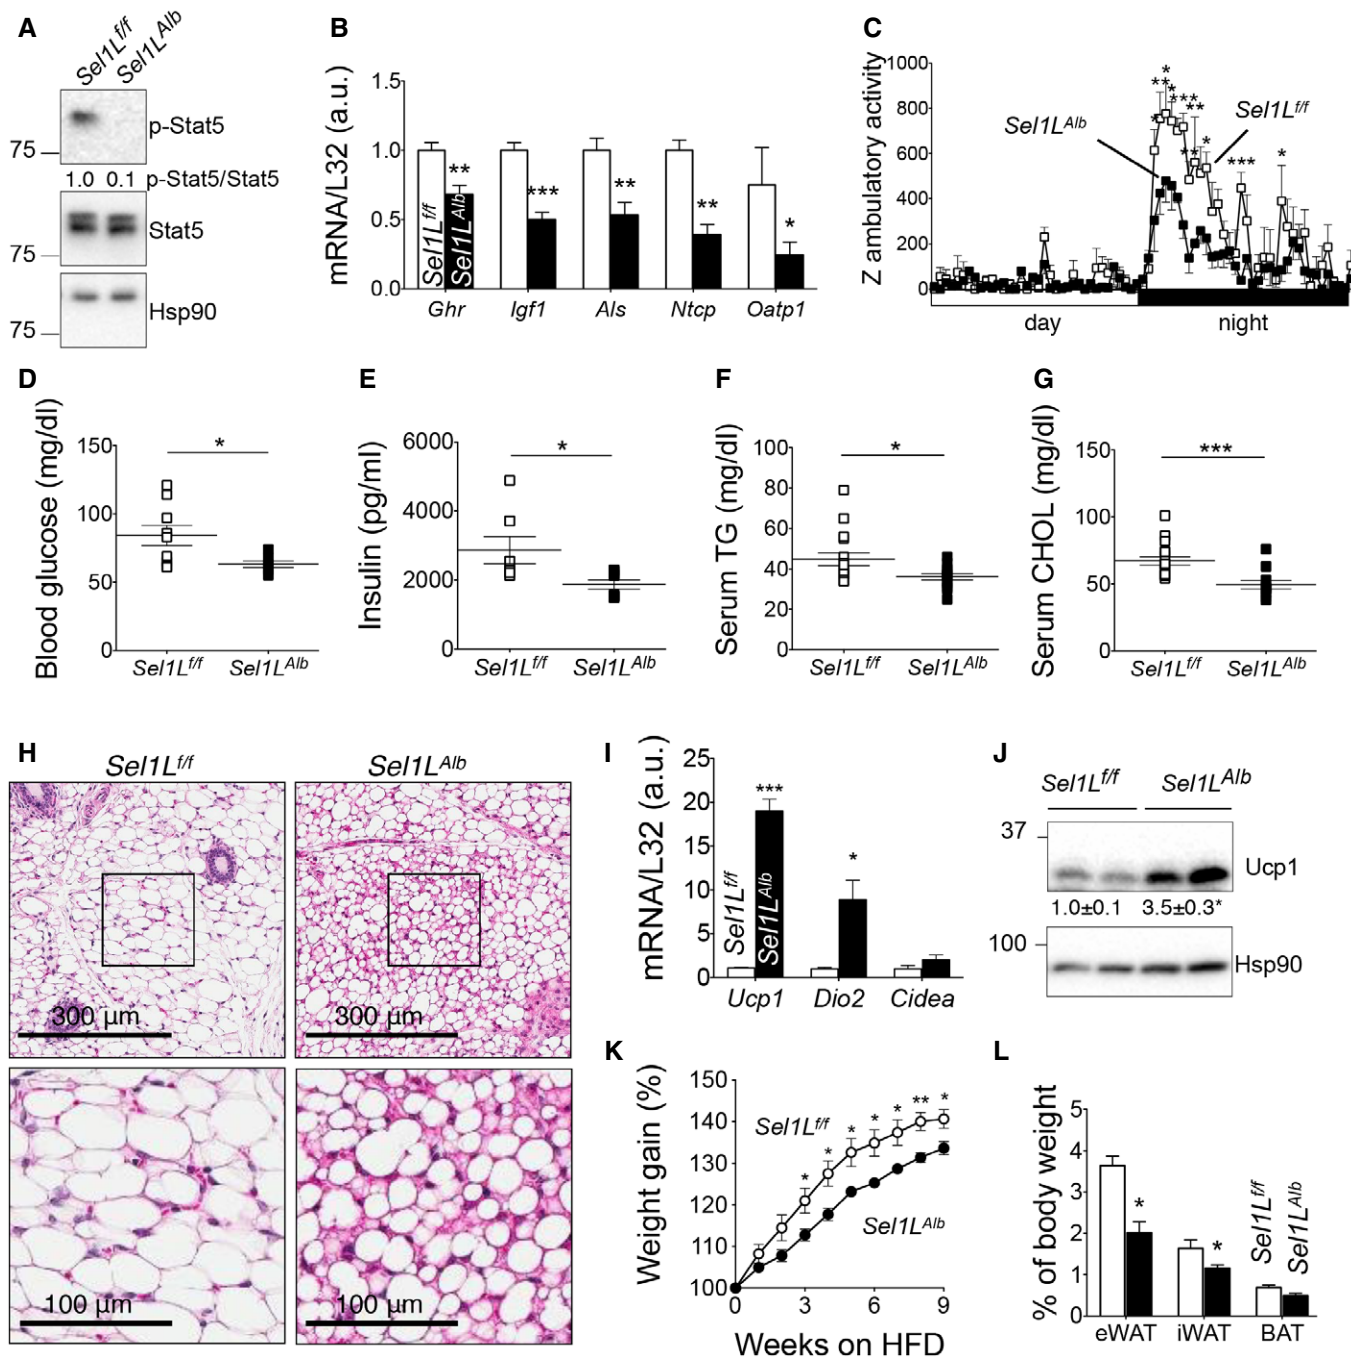 A
Sel1L^f/f
Sel1L^Alb
p-Stat5
75
1.0 0.1 p-Stat5/Stat5
Stat5
75
Hsp90
75
B
mRNA/L32 (a.u.)
1.5
1.0
0.5
0.0
Sel1L^f/f
Sel1L^Alb
** *** ** ** *
Ghr Igf1 Als Ntcp Oatp1
C
Z ambulatory activity
1000
800
600
400
200
0
Sel1L^Alb
Sel1L^f/f
day night
D
Blood glucose (mg/dl)
150
100
50
0
*
Sel1L^f/f Sel1L^Alb
E
Insulin (pg/ml)
6000
4000
2000
0
*
Sel1L^f/f Sel1L^Alb
F
Serum TG (mg/dl)
100
80
60
40
20
0
*
Sel1L^f/f Sel1L^Alb
G
Serum CHOL (mg/dl)
150
100
50
0
***
Sel1L^f/f Sel1L^Alb
H
Sel1L^f/f Sel1L^Alb
300 µm 300 µm
100 µm 100 µm
I
mRNA/L32 (a.u.)
25
20
15
10
5
0
Sel1L^f/f
Sel1L^Alb
*** *
Ucp1 Dio2 Cidea
J
Sel1L^f/f Sel1L^Alb
37
Ucp1
1.0±0.1 3.5±0.3*
100
Hsp90
K
Weight gain (%)
150
140
130
120
110
100
Sel1L^f/f
Sel1L^Alb
* * * * * ** *
0 3 6 9
Weeks on HFD
L
% of body weight
5
4
3
2
1
0
* *
Sel1L^f/f
Sel1L^Alb
eWAT iWAT BAT